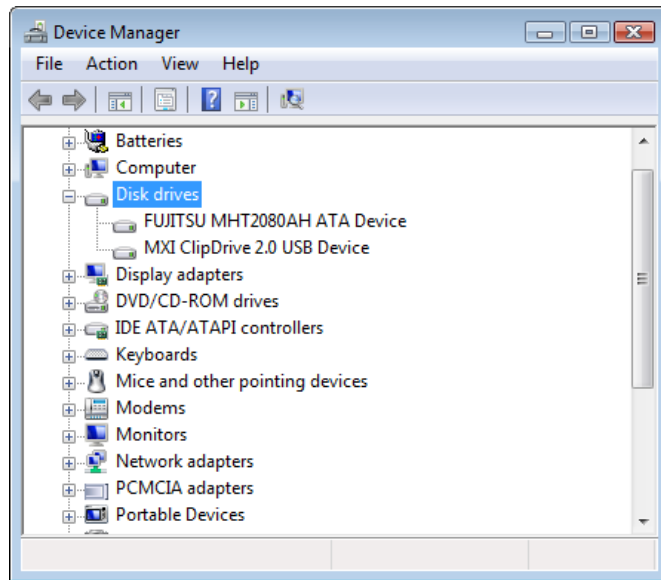 Device Manager
File Action View Help
Batteries
Computer
Disk drives
FUJITSU MHT2080AH ATA Device
MXI ClipDrive 2.0 USB Device
Display adapters
DVD/CD-ROM drives
IDE ATA/ATAPI controllers
Keyboards
Mice and other pointing devices
Modems
Monitors
Network adapters
PCMCIA adapters
Portable Devices